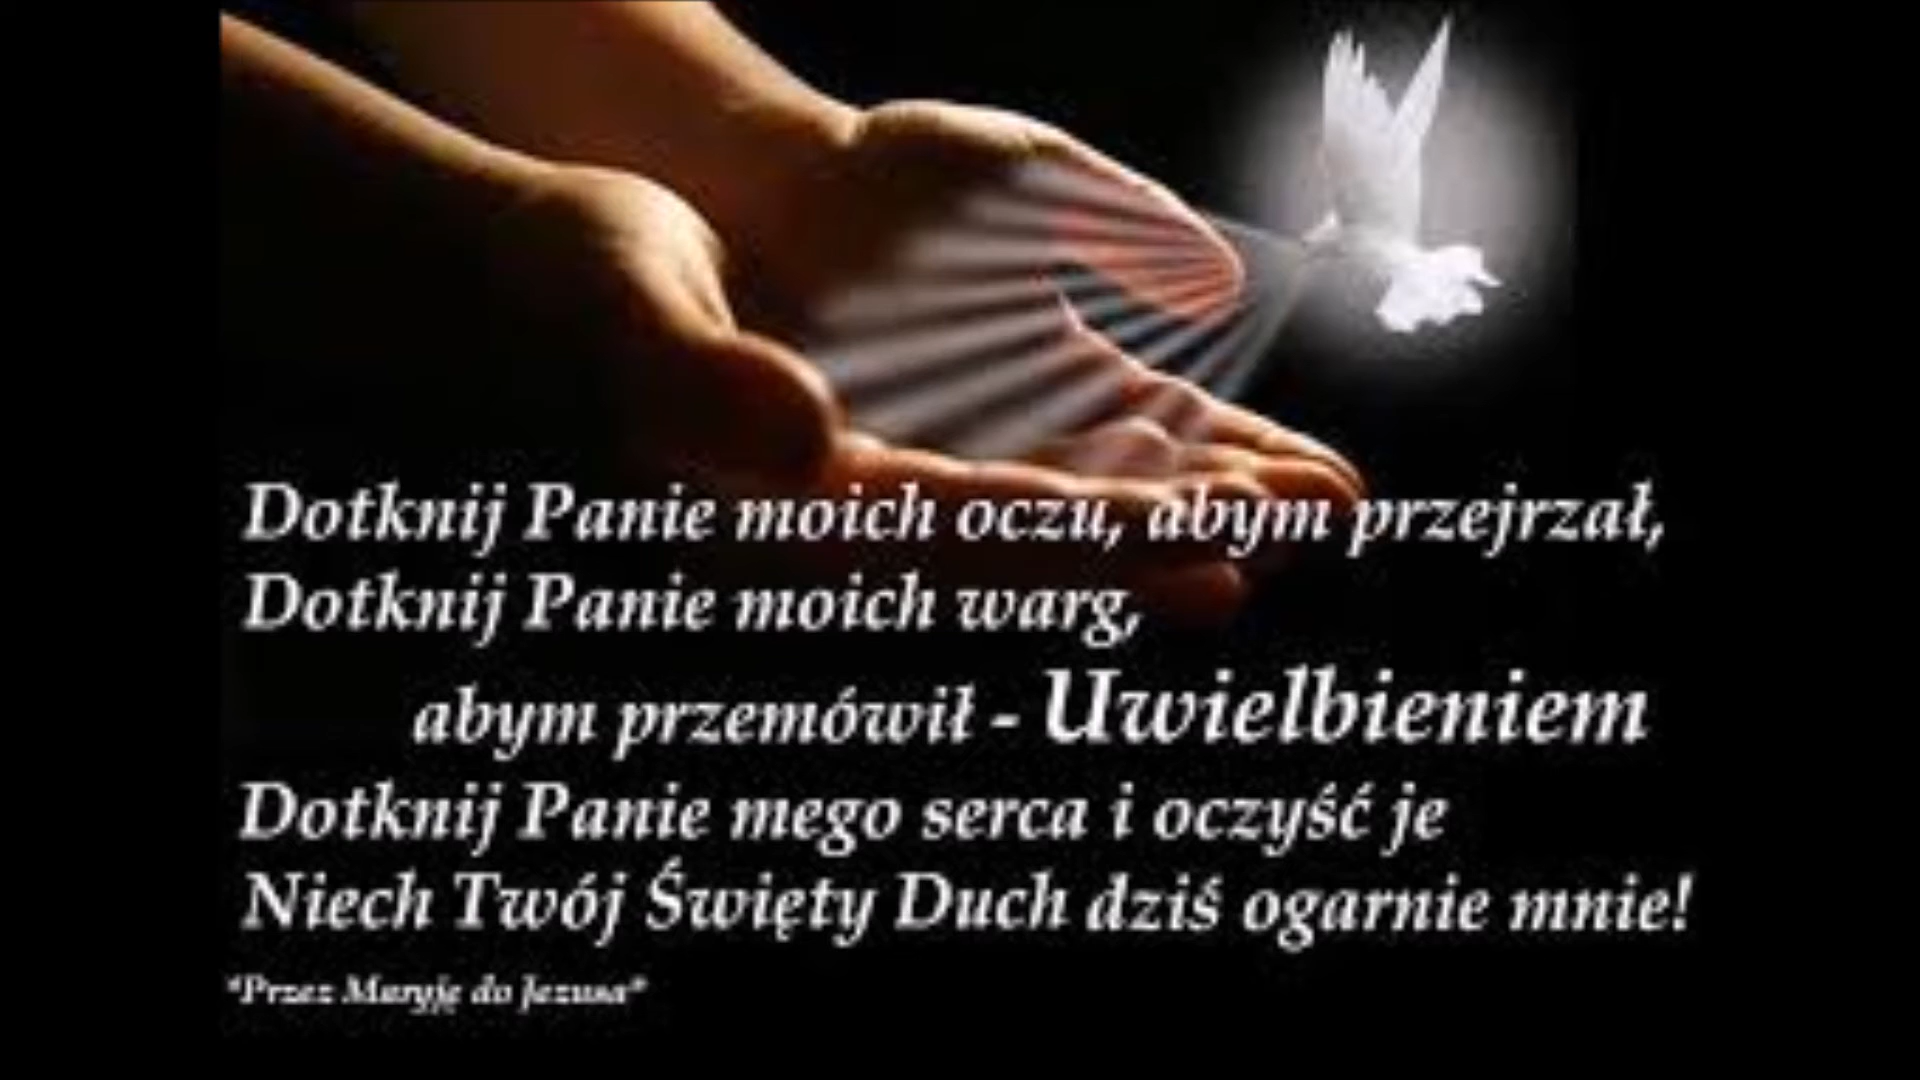 Dotknij Panie moich oczu, abym przejrzał,
Dotknij Panie moich warg,
abym przemówił - Uwielbieniem
Dotknij Panie mego serca i oczyść je
Niech Twój Święty Duch dziś ogarnie mnie!
*Przez Maryję do Jezusa*